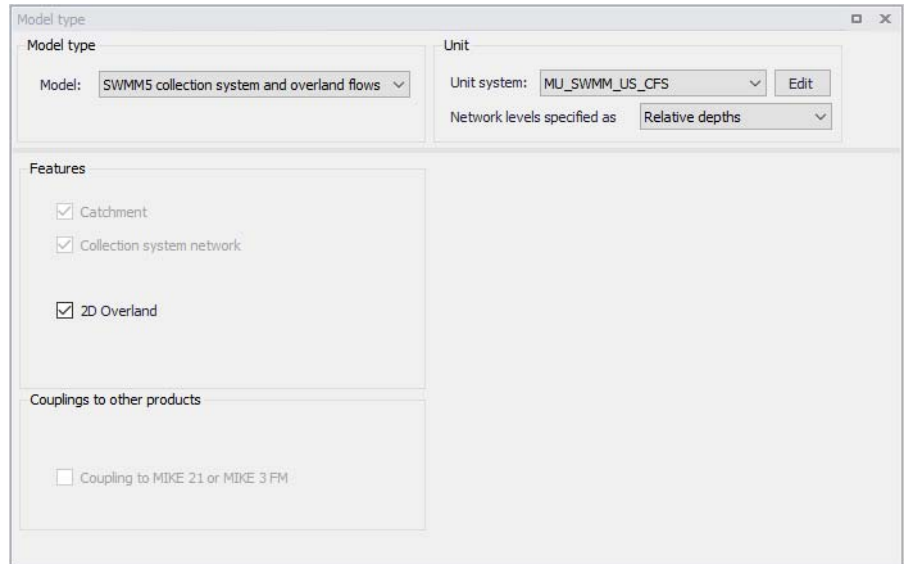 Model type
Model type
Unit
Model: SWMM5 collection system and overland flows
Unit system: MU_SWMM_US_CFS Edit
Network levels specified as Relative depths
Features
Catchment
Collection system network
2D Overland
Couplings to other products
Coupling to MIKE 21 or MIKE 3 FM